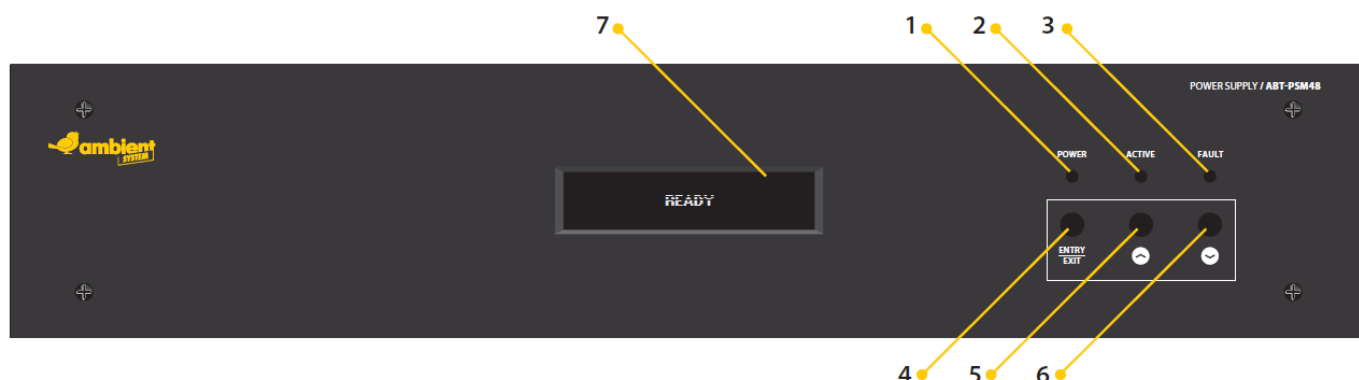 7
1
2
3
POWER SUPPLY / ABT-PSM48
ambient
SYSTEM
POWER
ACTIVE
FAULT
READY
ENTRY
EXIT
4
5
6